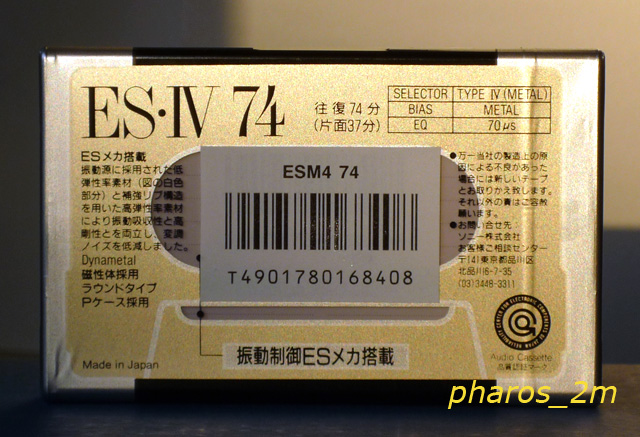 ES・IV 74
往復74分
(片面37分)
SELECTOR TYPE IV (METAL)
BIAS METAL
EQ 70μs
ESメカ搭載
振動源に採用された低
弾性率素材(図の白色
部分)と補強リブ構造
を用いた高弾性率素材
により振動吸収性と高
剛性とを両立し、変調
ノイズを低減しました。
Dynametal
磁性体採用
ラウンドタイプ
Pケース採用
ESM4 74
T4901780168408
●万一当社の製造上の原
因による不良があった
場合には新しいテープ
とお取りかえ致します。
それ以外の責はご容赦
願います。
●お問い合せ先:
ソニー株式会社
お客様ご相談センター
〒141東京都品川区
北品川6-7-35
(03)3448-3311
振動制御ESメカ搭載
Made in Japan
Audio Cassette
品質認証マーク
pharos_2m